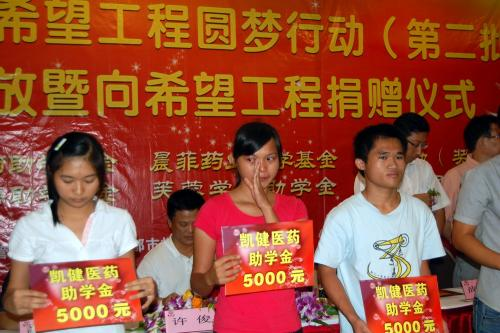 希望工程圆梦行动（第二批
放暨向希望工程捐赠仪式
晨菲药业助学基金
芙蓉学子助学金
凯健医药
助学金
5000元
凯健医药
助学金
5000元
凯健医药
助学金
5000元
许俊